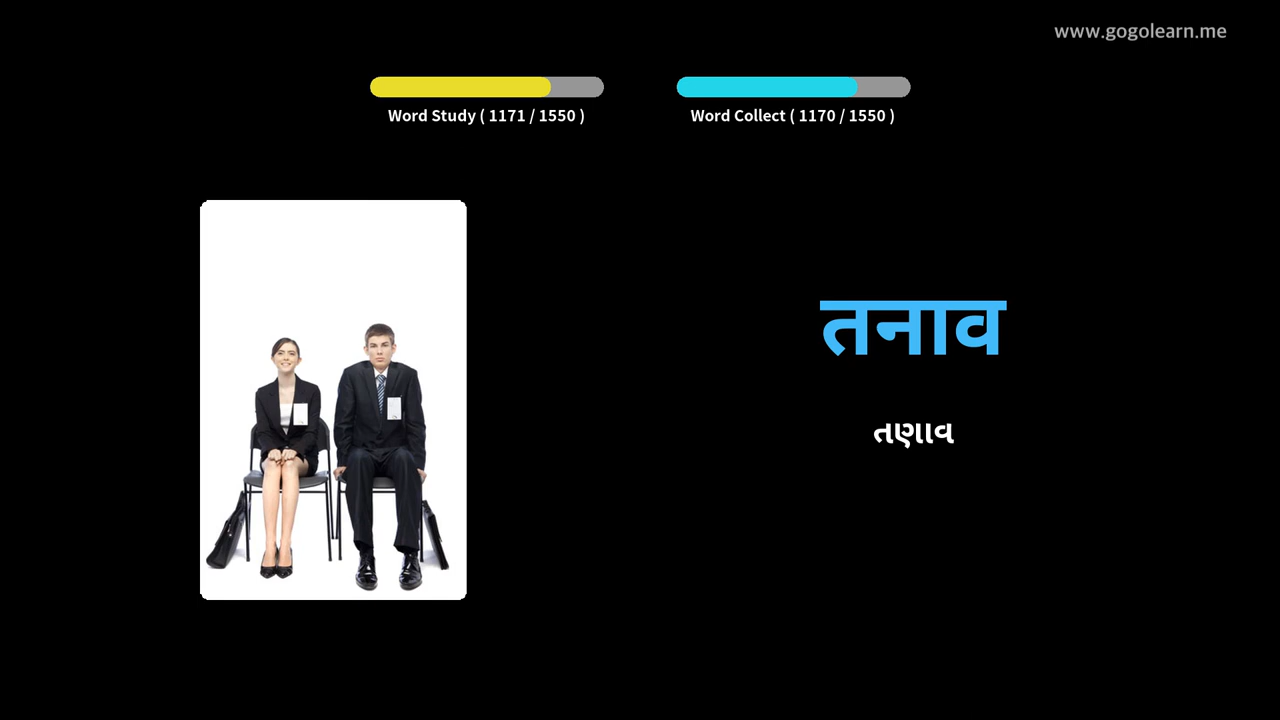 www.gogolearn.me
Word Study ( 1171 / 1550 )
Word Collect ( 1170 / 1550 )
तनाव
તણાવ